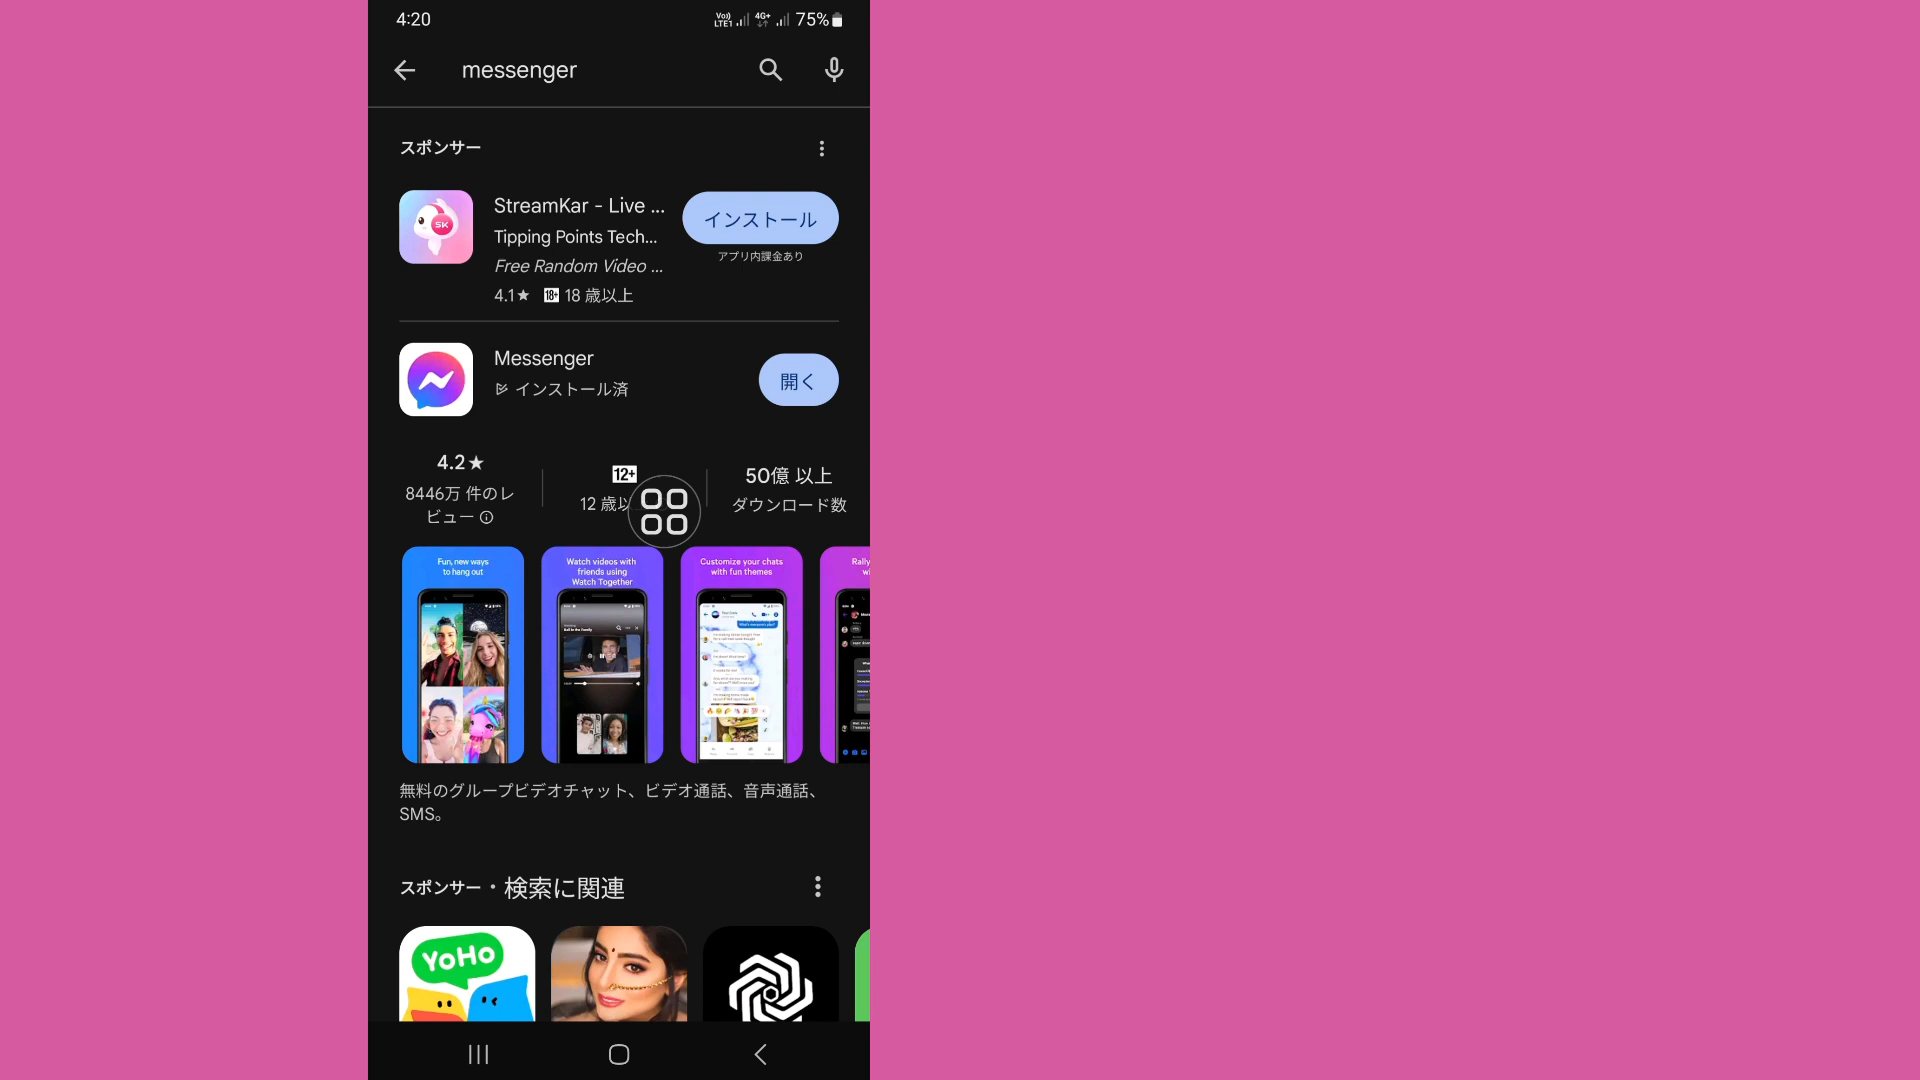 4:20
Vo))
LTE1
4G+
75%
messenger
スポンサー
SK
StreamKar - Live ...
Tipping Points Tech...
Free Random Video ...
4.1★ 18+ 18 歳以上
インストール
アプリ内課金あり
Messenger
インストール済
開く
4.2★
8446万 件のレ
ビュー
12+
12 歳以
50億 以上
ダウンロード数
Fun, new ways
to hang out
Watch videos with
friends using
Watch Together
Customize your chats
with fun themes
Rally
wi
無料のグループビデオチャット、ビデオ通話、音声通話、
SMS。
スポンサー・検索に関連
YoHo